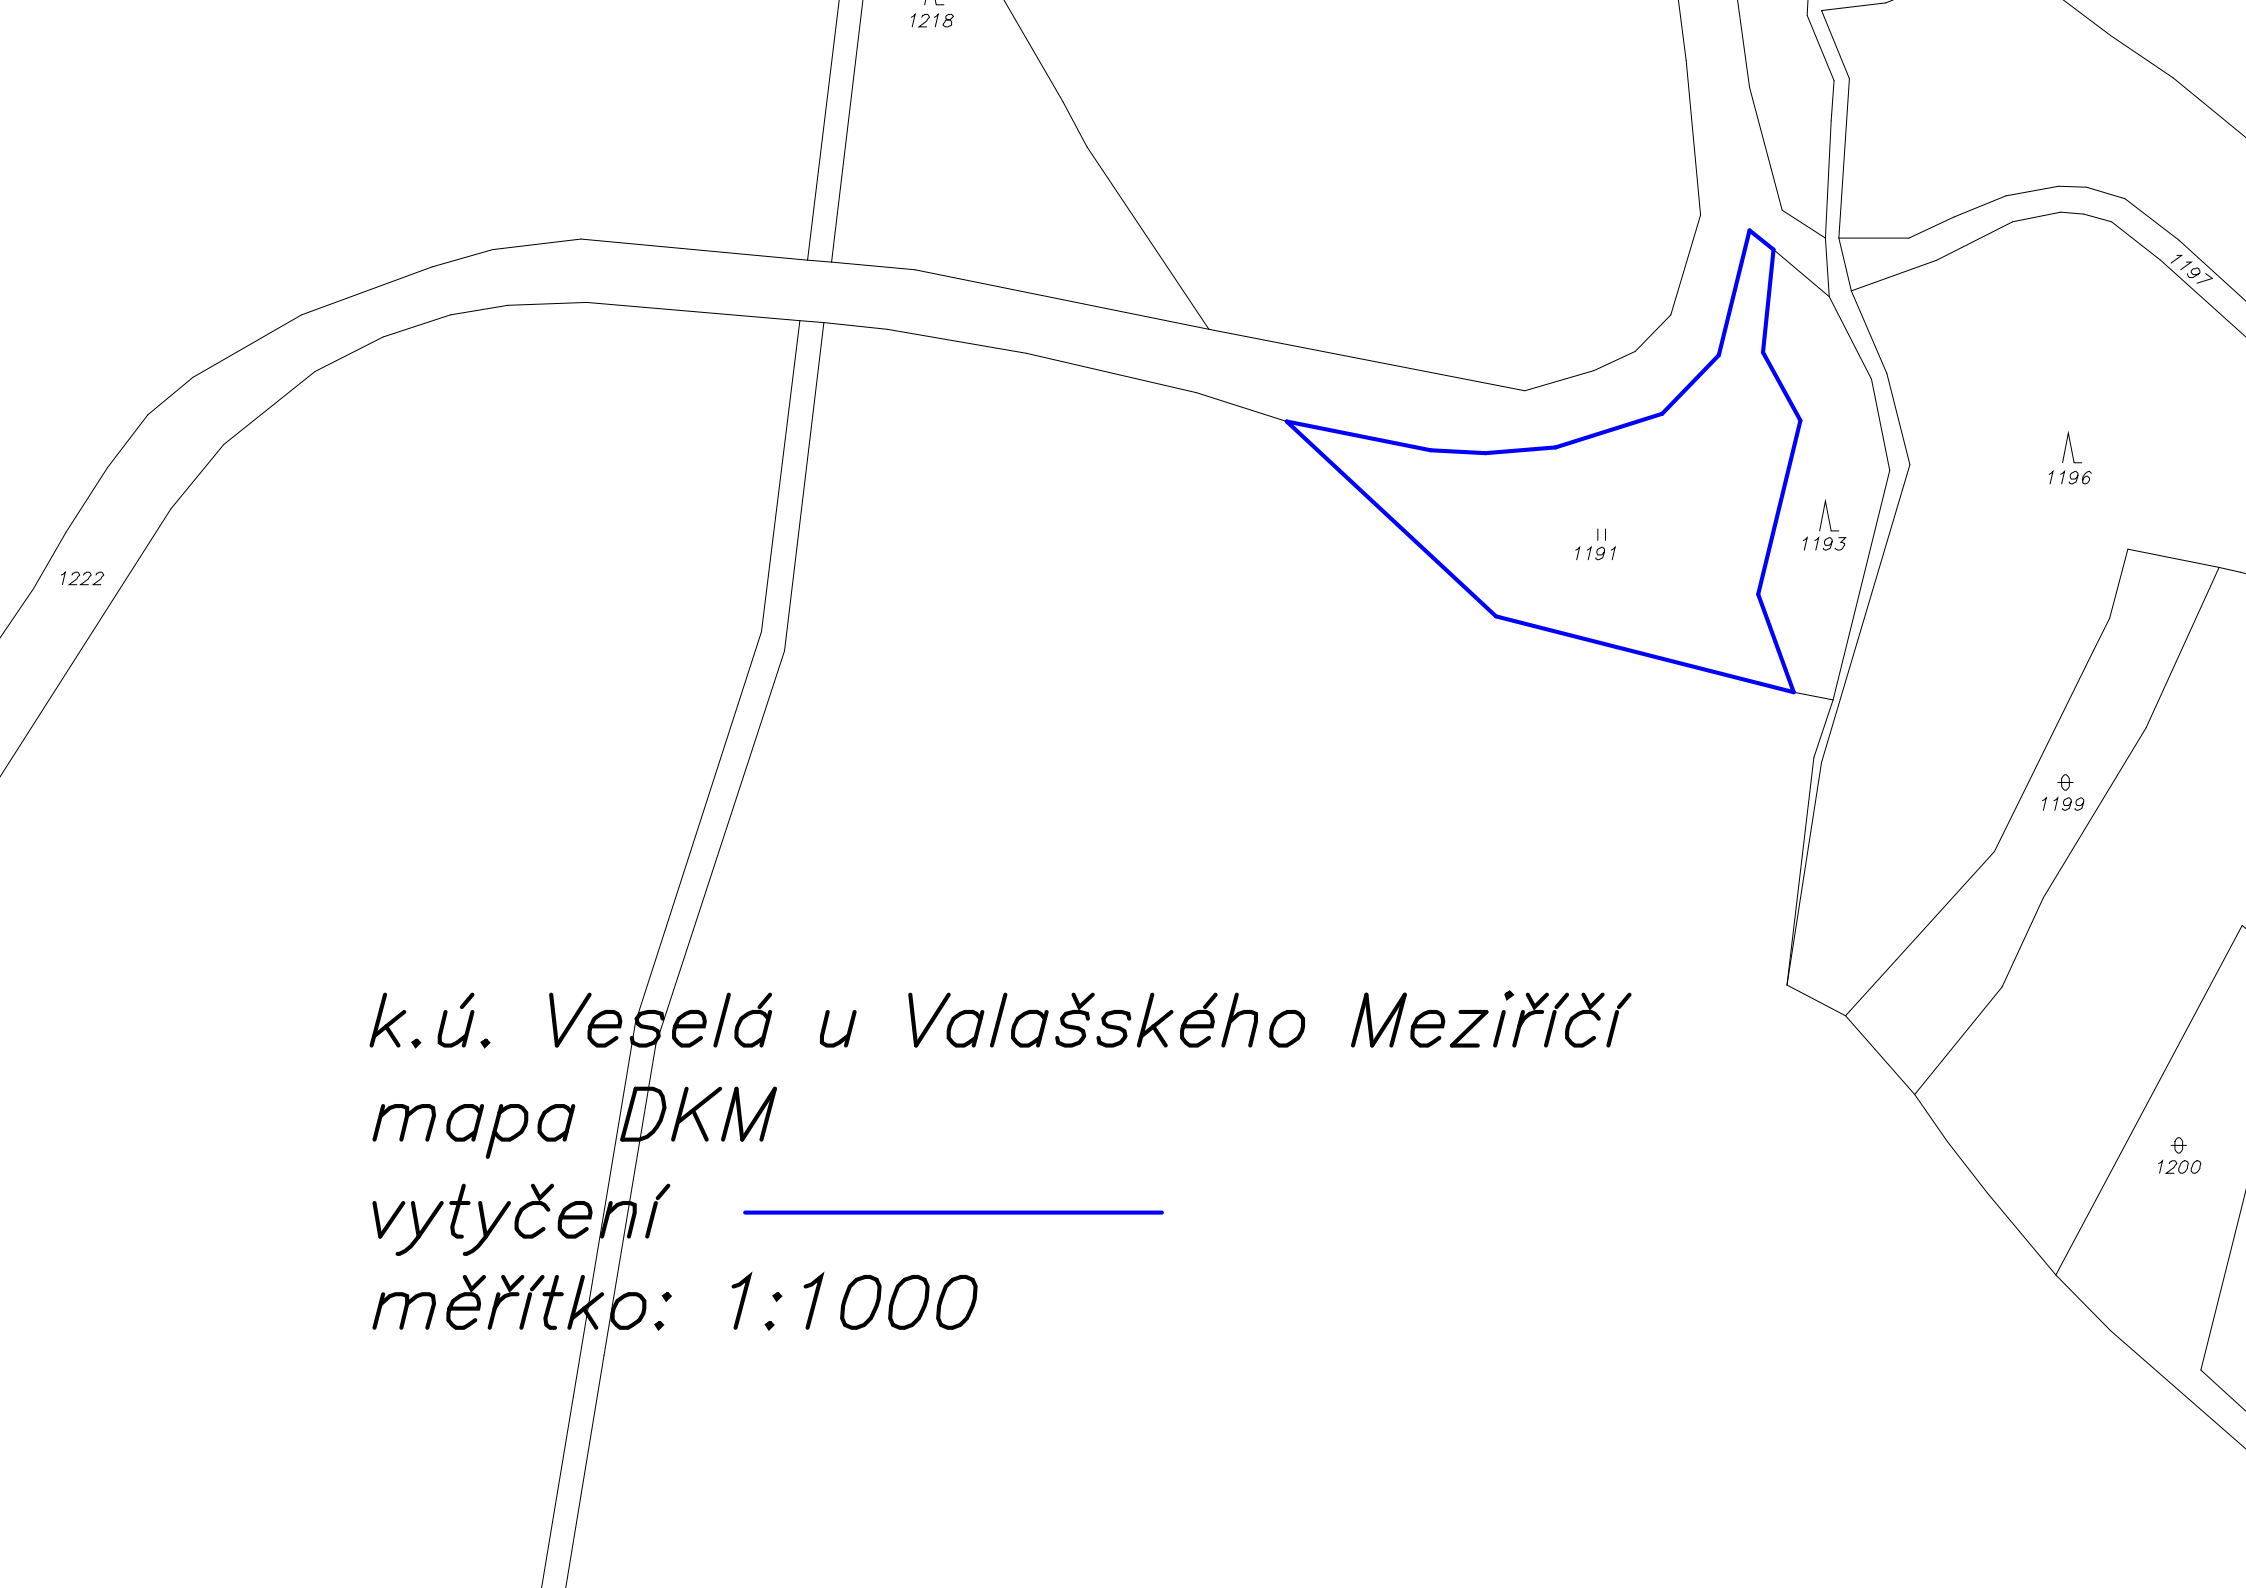 1218
1197
1196
1193
1191
1222
1199
k.ú. Veselá u Valašského Meziříčí
mapa DKM
1200
vytyčení
měřítko: 1:1000